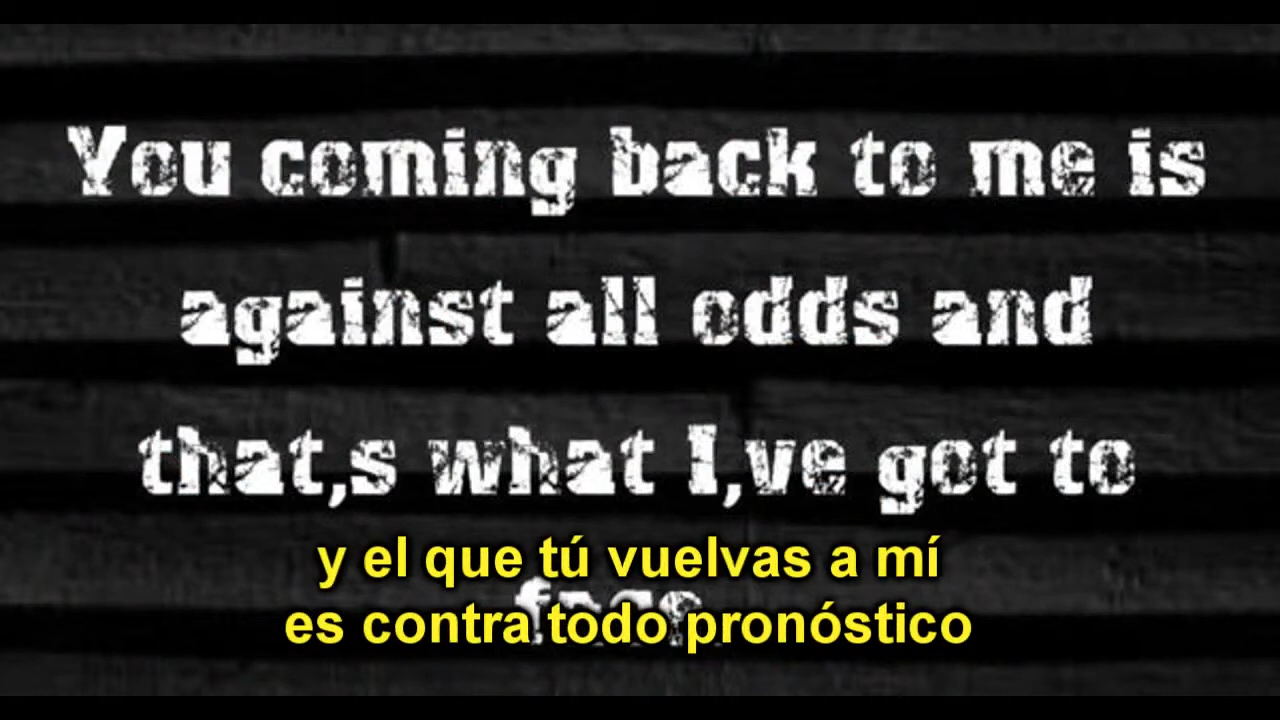 You coming back to me is
against all odds and
that,s what I,ve got to
y el que tú vuelvas a mí
es contra todo pronóstico